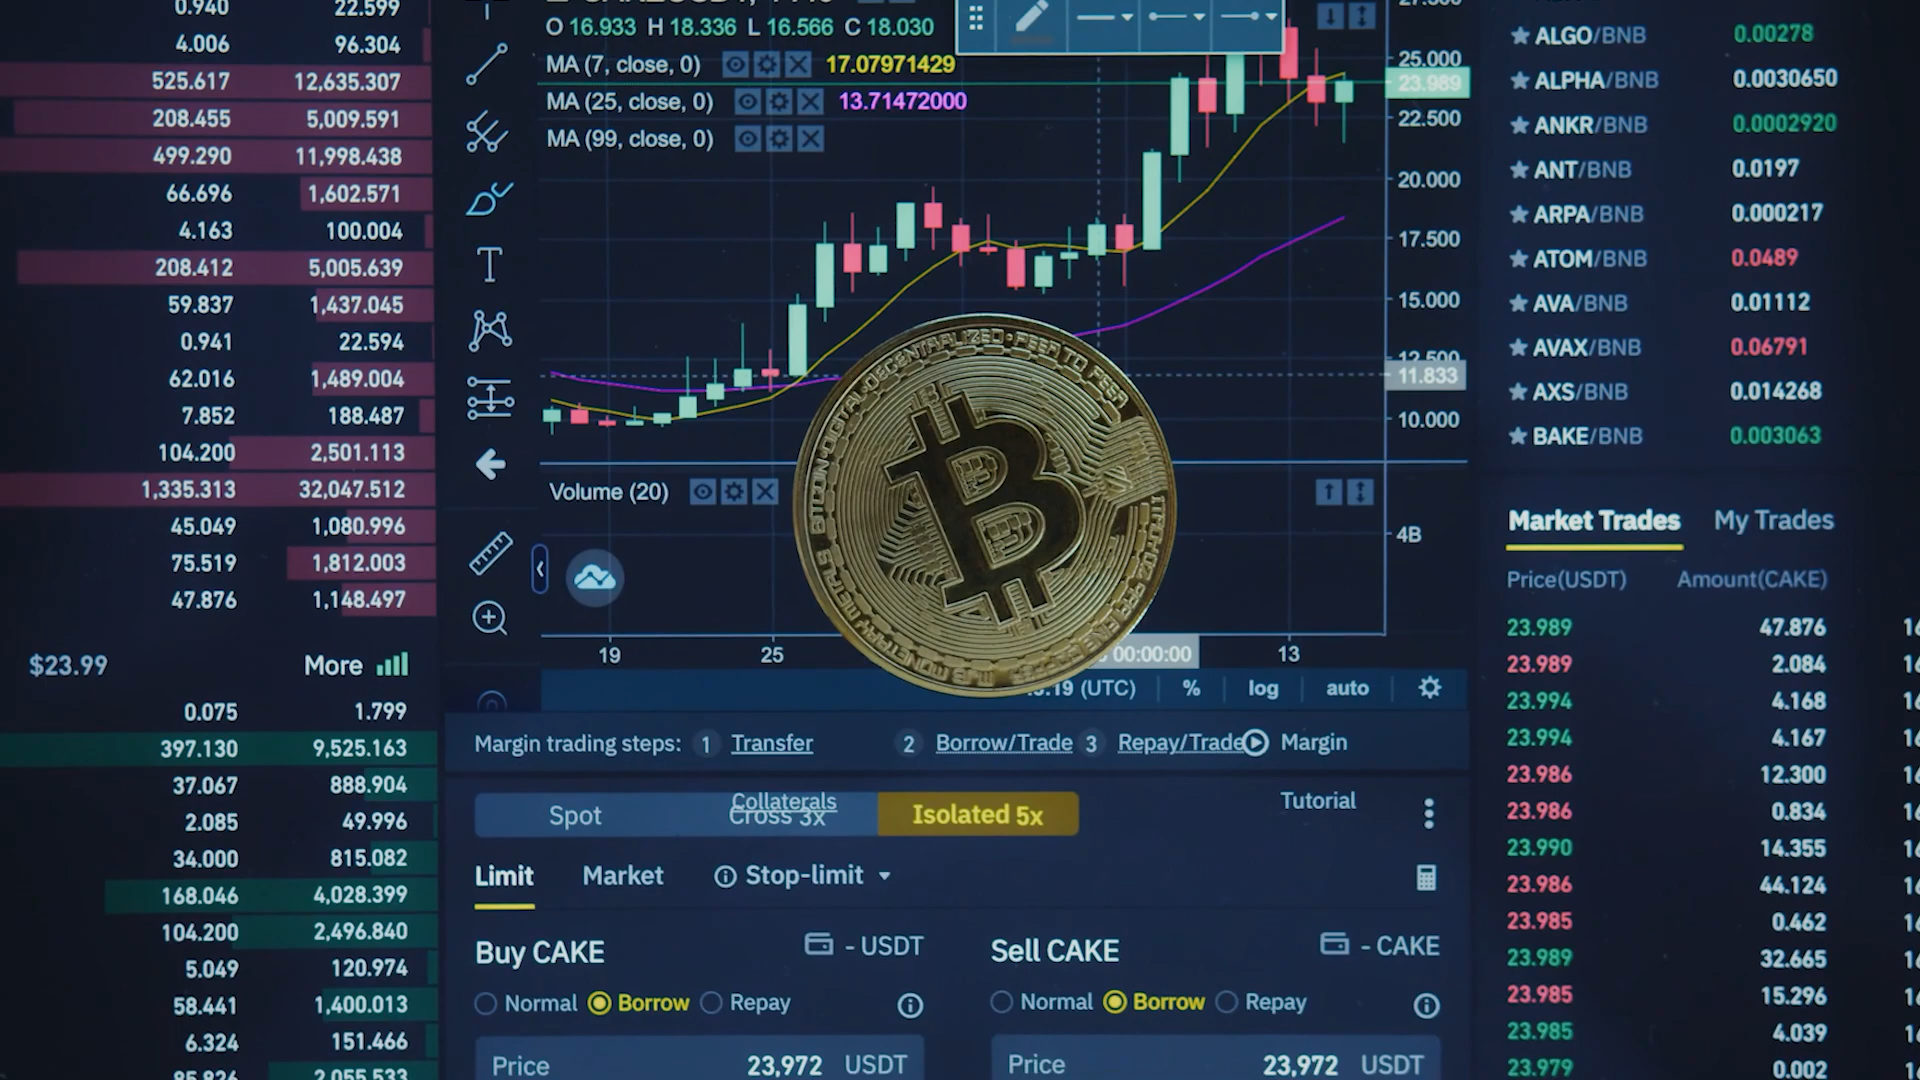 0.940 22.599
4.006 96.304
525.617 12,635.307
208.455 5,009.591
499.290 11,998.438
66.696 1,602.571
4.163 100.004
208.412 5,005.639
59.837 1,437.045
0.941 22.594
62.016 1,489.004
7.852 188.487
104.200 2,501.113
1,335.313 32,047.512
45.049 1,080.996
75.519 1,812.003
47.876 1,148.497
$23.99 More
0.075 1.799
397.130 9,525.163
37.067 888.904
2.085 49.996
34.000 815.082
168.046 4,028.399
104.200 2,496.840
5.049 120.974
58.441 1,400.013
6.324 151.466
2,055.533
O 16.933 H 18.336 L 16.566 C 18.030
MA (7, close, 0) 17.07971429
MA (25, close, 0) 13.71472000
MA (99, close, 0)
25.000
23.989
22.500
20.000
17.500
15.000
12.500
11.833
10.000
Volume (20)
4B
BITCOIN·DIGITAL·DECENTRALIZED·PEER TO PEER
B
19 25 00:00:00 13
19 (UTC) % log auto
Margin trading steps: 1 Transfer 2 Borrow/Trade 3 Repay/Trade Margin
Collaterals Tutorial
Spot Cross 3x Isolated 5x
Limit Market Stop-limit
Buy CAKE - USDT
Normal Borrow Repay
Price 23,972 USDT
Sell CAKE - CAKE
Normal Borrow Repay
Price 23,972 USDT
ALGO/BNB 0.00278
ALPHA/BNB 0.0030650
ANKR/BNB 0.0002920
ANT/BNB 0.0197
ARPA/BNB 0.000217
ATOM/BNB 0.0489
AVA/BNB 0.01112
AVAX/BNB 0.06791
AXS/BNB 0.014268
BAKE/BNB 0.003063
Market Trades My Trades
Price(USDT) Amount(CAKE)
23.989 47.876
23.989 2.084
23.994 4.168
23.994 4.167
23.986 12.300
23.986 0.834
23.990 14.355
23.986 44.124
23.985 0.462
23.989 32.665
23.985 15.296
23.985 4.039
23.979 0.002